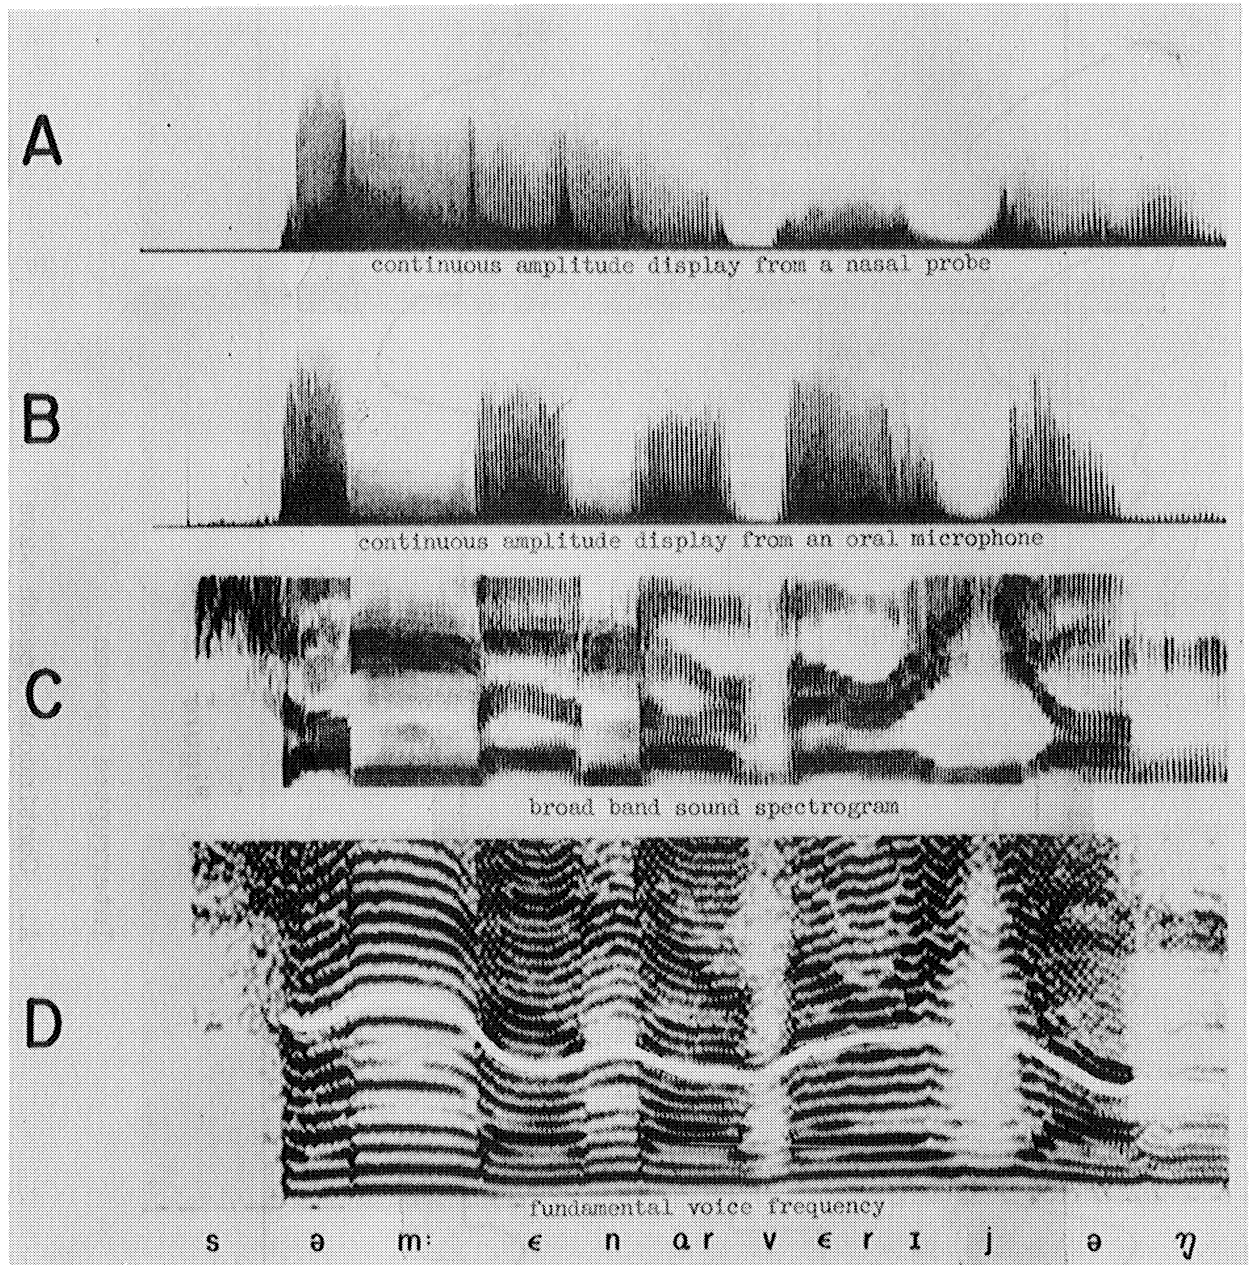 A
continuous amplitude display from a nasal probe
B
continuous amplitude display from an oral microphone
C
broad band sound spectrogram
D
fundamental voice frequency
s ə m: ϵ n ɑ r v ϵ r ɪ j ə η